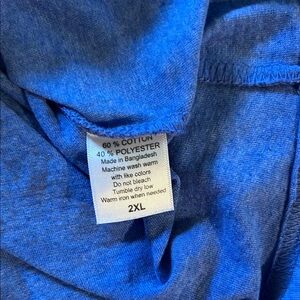 60 % COTTON
40 % POLYESTER
Made in Bangladesh
Machine wash warm
with like colors
Do not bleach
Tumble dry low
Warm iron when needed
2XL